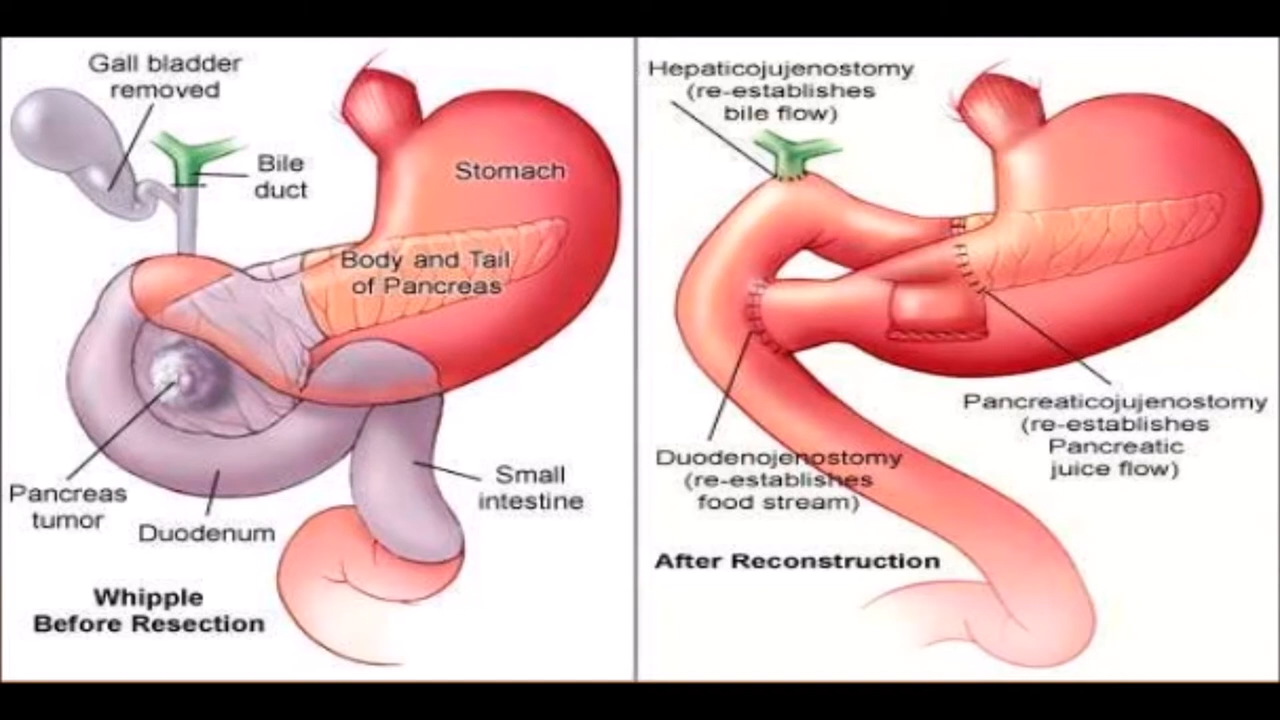 Gall bladder
removed
Bile
duct
Stomach
Body and Tail
of Pancreas
Pancreas
tumor
Duodenum
Small
intestine
Whipple
Before Resection
Hepaticojujenostomy
(re-establishes
bile flow)
Pancreaticojujenostomy
(re-establishes
Pancreatic
juice flow)
Duodenojenostomy
(re-establishes
food stream)
After Reconstruction